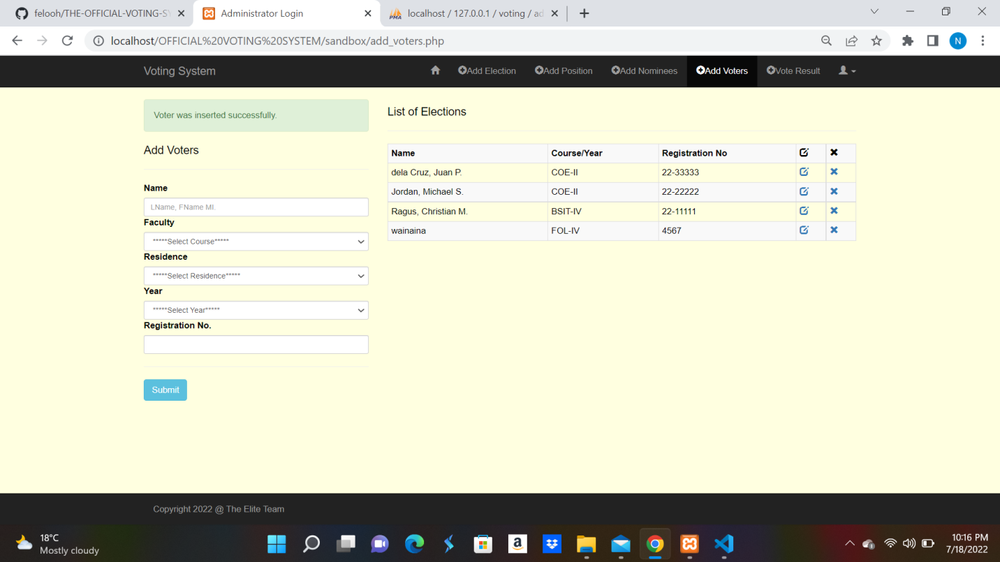 felooh/THE-OFFICIAL-VOTING-SY
Administrator Login
PMA
localhost / 127.0.0.1 / voting / ad
localhost/OFFICIAL%20VOTING%20SYSTEM/sandbox/add_voters.php
N
Voting System
Add Election
Add Position
Add Nominees
Add Voters
Vote Result
Voter was inserted successfully.
Add Voters
Name
LName, FName MI.
Faculty
*****Select Course*****
Residence
*****Select Residence*****
Year
*****Select Year*****
Registration No.
Submit
List of Elections
Name Course/Year Registration No
dela Cruz, Juan P. COE-II 22-33333
Jordan, Michael S. COE-II 22-22222
Ragus, Christian M. BSIT-IV 22-11111
wainaina FOL-IV 4567
Copyright 2022 @ The Elite Team
18°C
Mostly cloudy
a
10:16 PM
7/18/2022